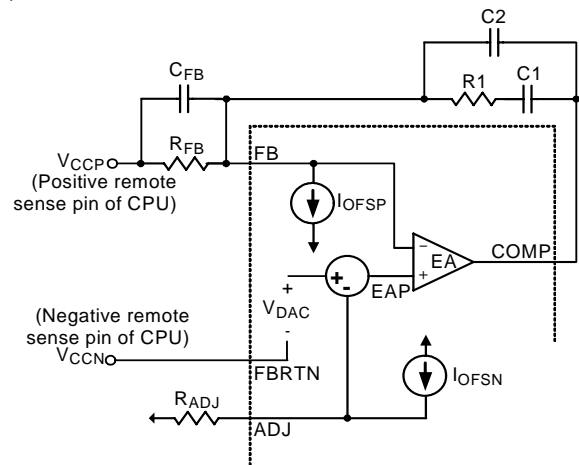 C2
CFB
R1
C1
RFB
VCCP
FB
(Positive remote
sense pin of CPU)
IOFSP
EA
COMP
EAP
+
-
VDAC
+
-
−
+
(Negative remote
sense pin of CPU)
VCCN
FBRTN
IOFSN
RADJ
ADJ